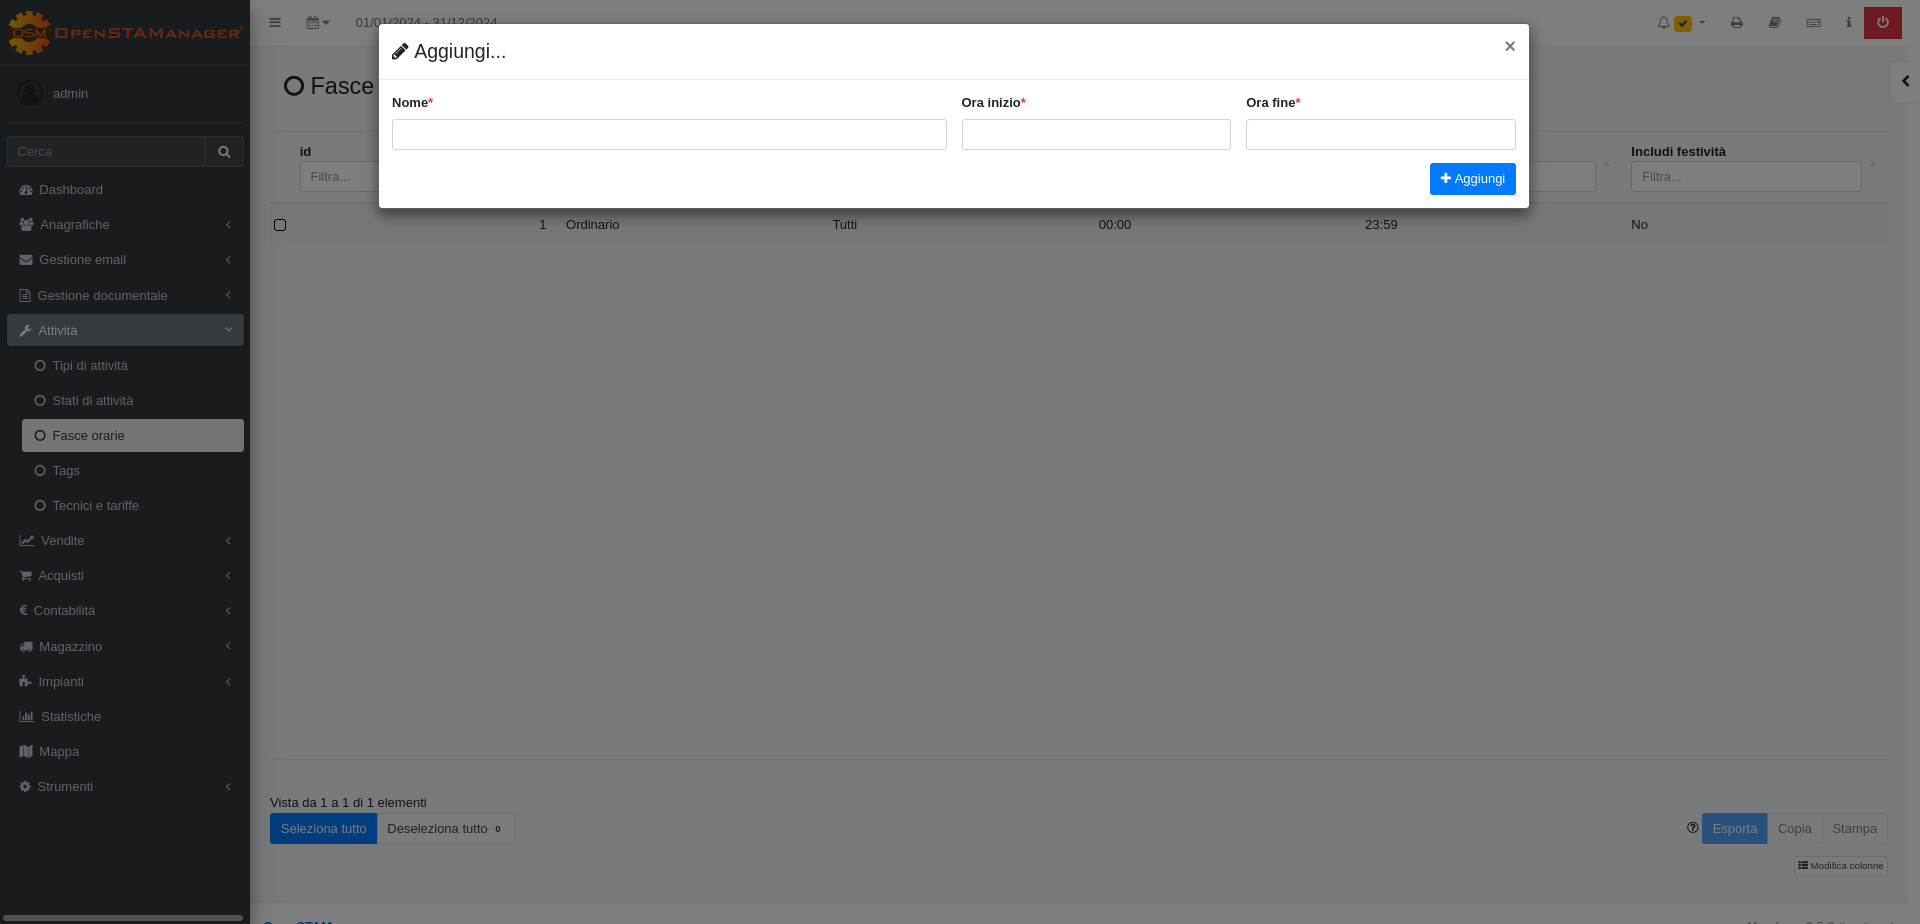 OpenSTAManager
01/01/2024 - 31/12/2024
Aggiungi...
×
admin
Fasce
Nome*
Ora inizio*
Ora fine*
Aggiungi
Cerca
id
Filtra...
Includi festività
Filtra...
1
Ordinario
Tutti
00:00
23:59
No
Dashboard
Anagrafiche
Gestione email
Gestione documentale
Attività
Tipi di attività
Stati di attività
Fasce orarie
Tags
Tecnici e tariffe
Vendite
Acquisti
Contabilità
Magazzino
Impianti
Statistiche
Mappa
Strumenti
Vista da 1 a 1 di 1 elementi
Seleziona tutto
Deseleziona tutto 0
Esporta
Copia
Stampa
Modifica colonne